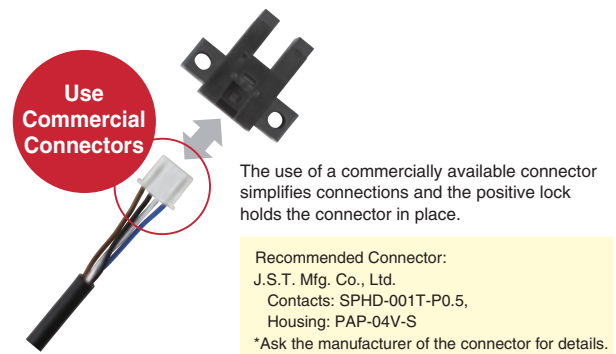 Use
Commercial
Connectors
The use of a commercially available connector
simplifies connections and the positive lock
holds the connector in place.
Recommended Connector:
J.S.T. Mfg. Co., Ltd.
Contacts: SPHD-001T-P0.5,
Housing: PAP-04V-S
*Ask the manufacturer of the connector for details.